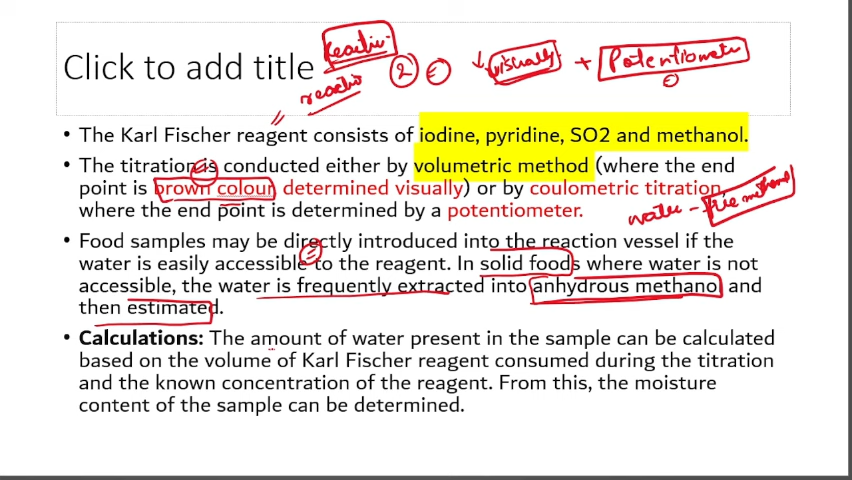 Click to add title
reaction
2
visually + Potentiometer
• The Karl Fischer reagent consists of iodine, pyridine, SO2 and methanol.
• The titration is conducted either by volumetric method (where the end
point is brown colour determined visually) or by coulometric titration,
where the end point is determined by a potentiometer.
water - free methanol
• Food samples may be directly introduced into the reaction vessel if the
water is easily accessible to the reagent. In solid foods where water is not
accessible, the water is frequently extracted into anhydrous methanol and
then estimated.
• Calculations: The amount of water present in the sample can be calculated
based on the volume of Karl Fischer reagent consumed during the titration
and the known concentration of the reagent. From this, the moisture
content of the sample can be determined.